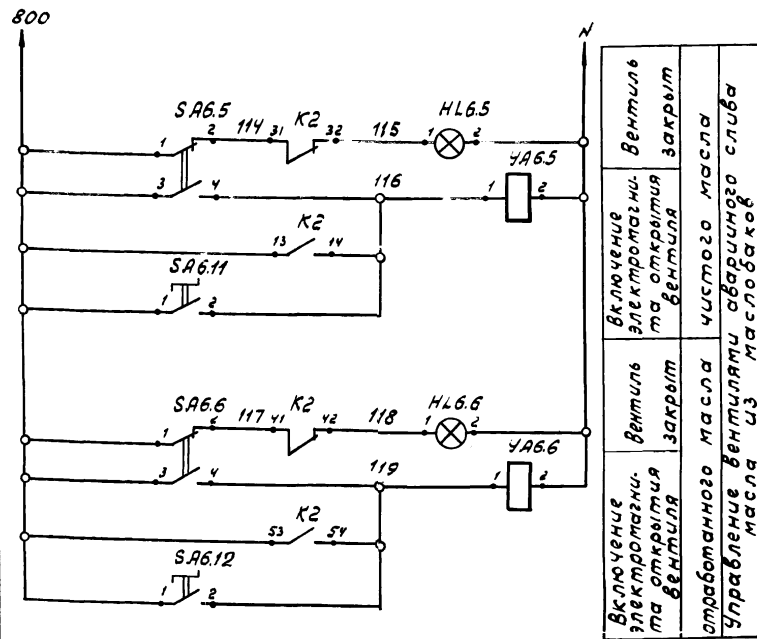 800
N
SA6.5
114
K2
115
HL6.5
1
2
31
32
1
2
YA6.5
3
4
116
1
2
K2
13
14
SA6.11
1
2
SA6.6
117
K2
118
HL6.6
1
2
41
42
1
2
YA6.6
3
4
119
1
2
K2
53
54
SA6.12
1
2
Вентиль
закрыт
Включение
электромагни-
та открытия
вентиля
чистого масла
Вентиль
закрыт
Включение
электромагни-
та открытия
вентиля
отработанного масла
Управление вентилями аварийного слива
масла из маслобаков